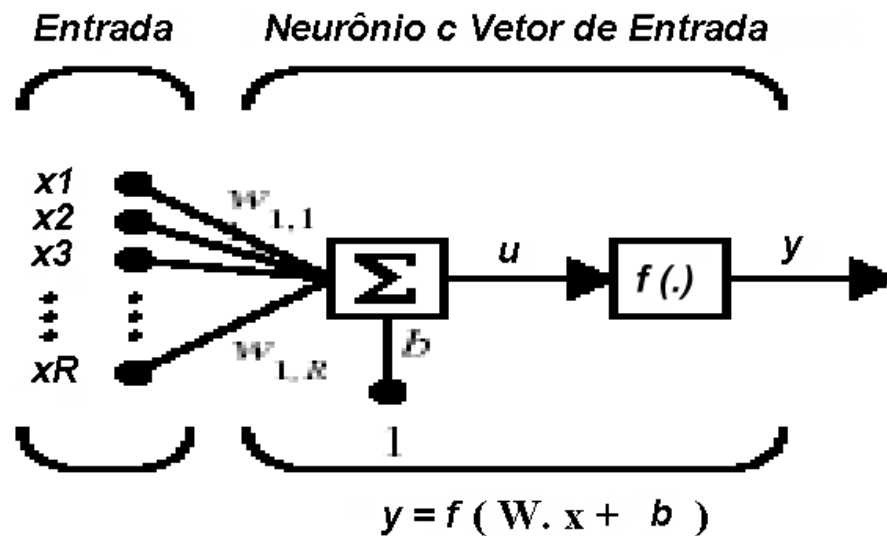 Entrada
Neurônio c Vetor de Entrada
x1
x2
x3
xR
W1,1
W1,R
Σ
b
1
u
f (.)
y
y = f ( W. x + b )